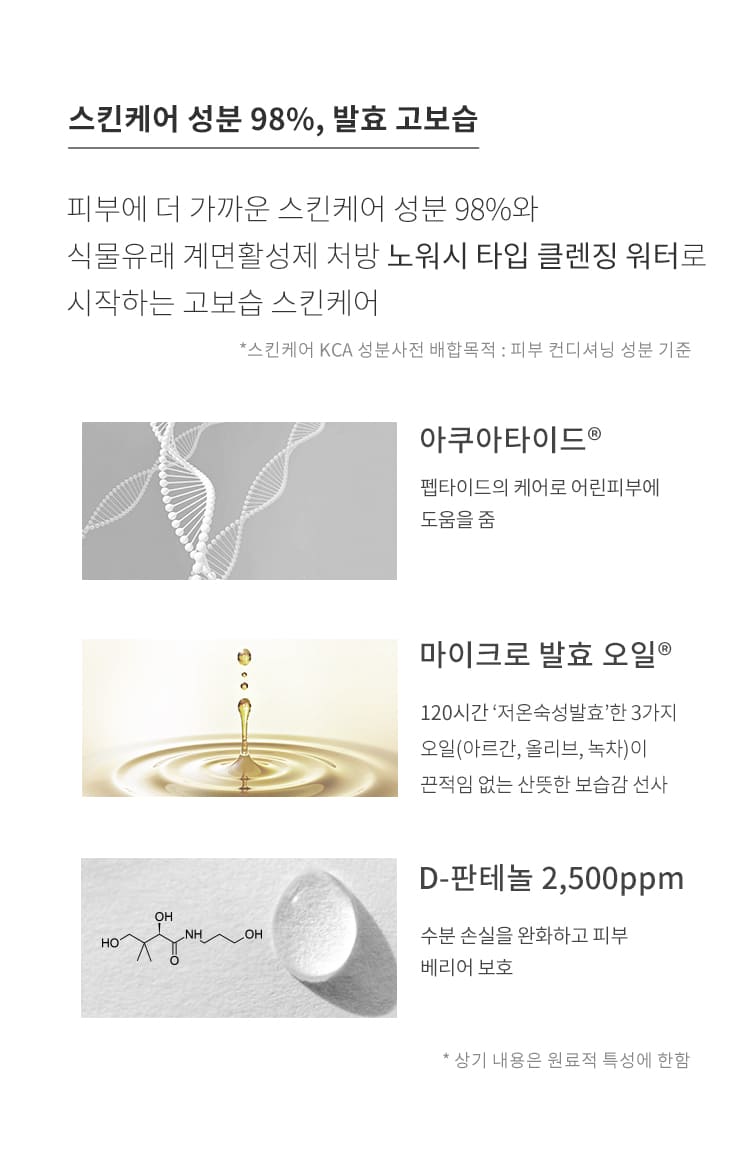 스킨케어 성분 98%, 발효 고보습
피부에 더 가까운 스킨케어 성분 98%와
식물유래 계면활성제 처방 노워시 타입 클렌징 워터로
시작하는 고보습 스킨케어
*스킨케어 KCA 성분사전 배합목적 : 피부 컨디셔닝 성분 기준
아쿠아타이드®
펩타이드의 케어로 어린피부에
도움을 줌
마이크로 발효 오일®
120시간 ‘저온숙성발효’한 3가지
오일(아르간, 올리브, 녹차)이
끈적임 없는 산뜻한 보습감 선사
D-판테놀 2,500ppm
HO OH O NH OH
수분 손실을 완화하고 피부
베리어 보호
* 상기 내용은 원료적 특성에 한함